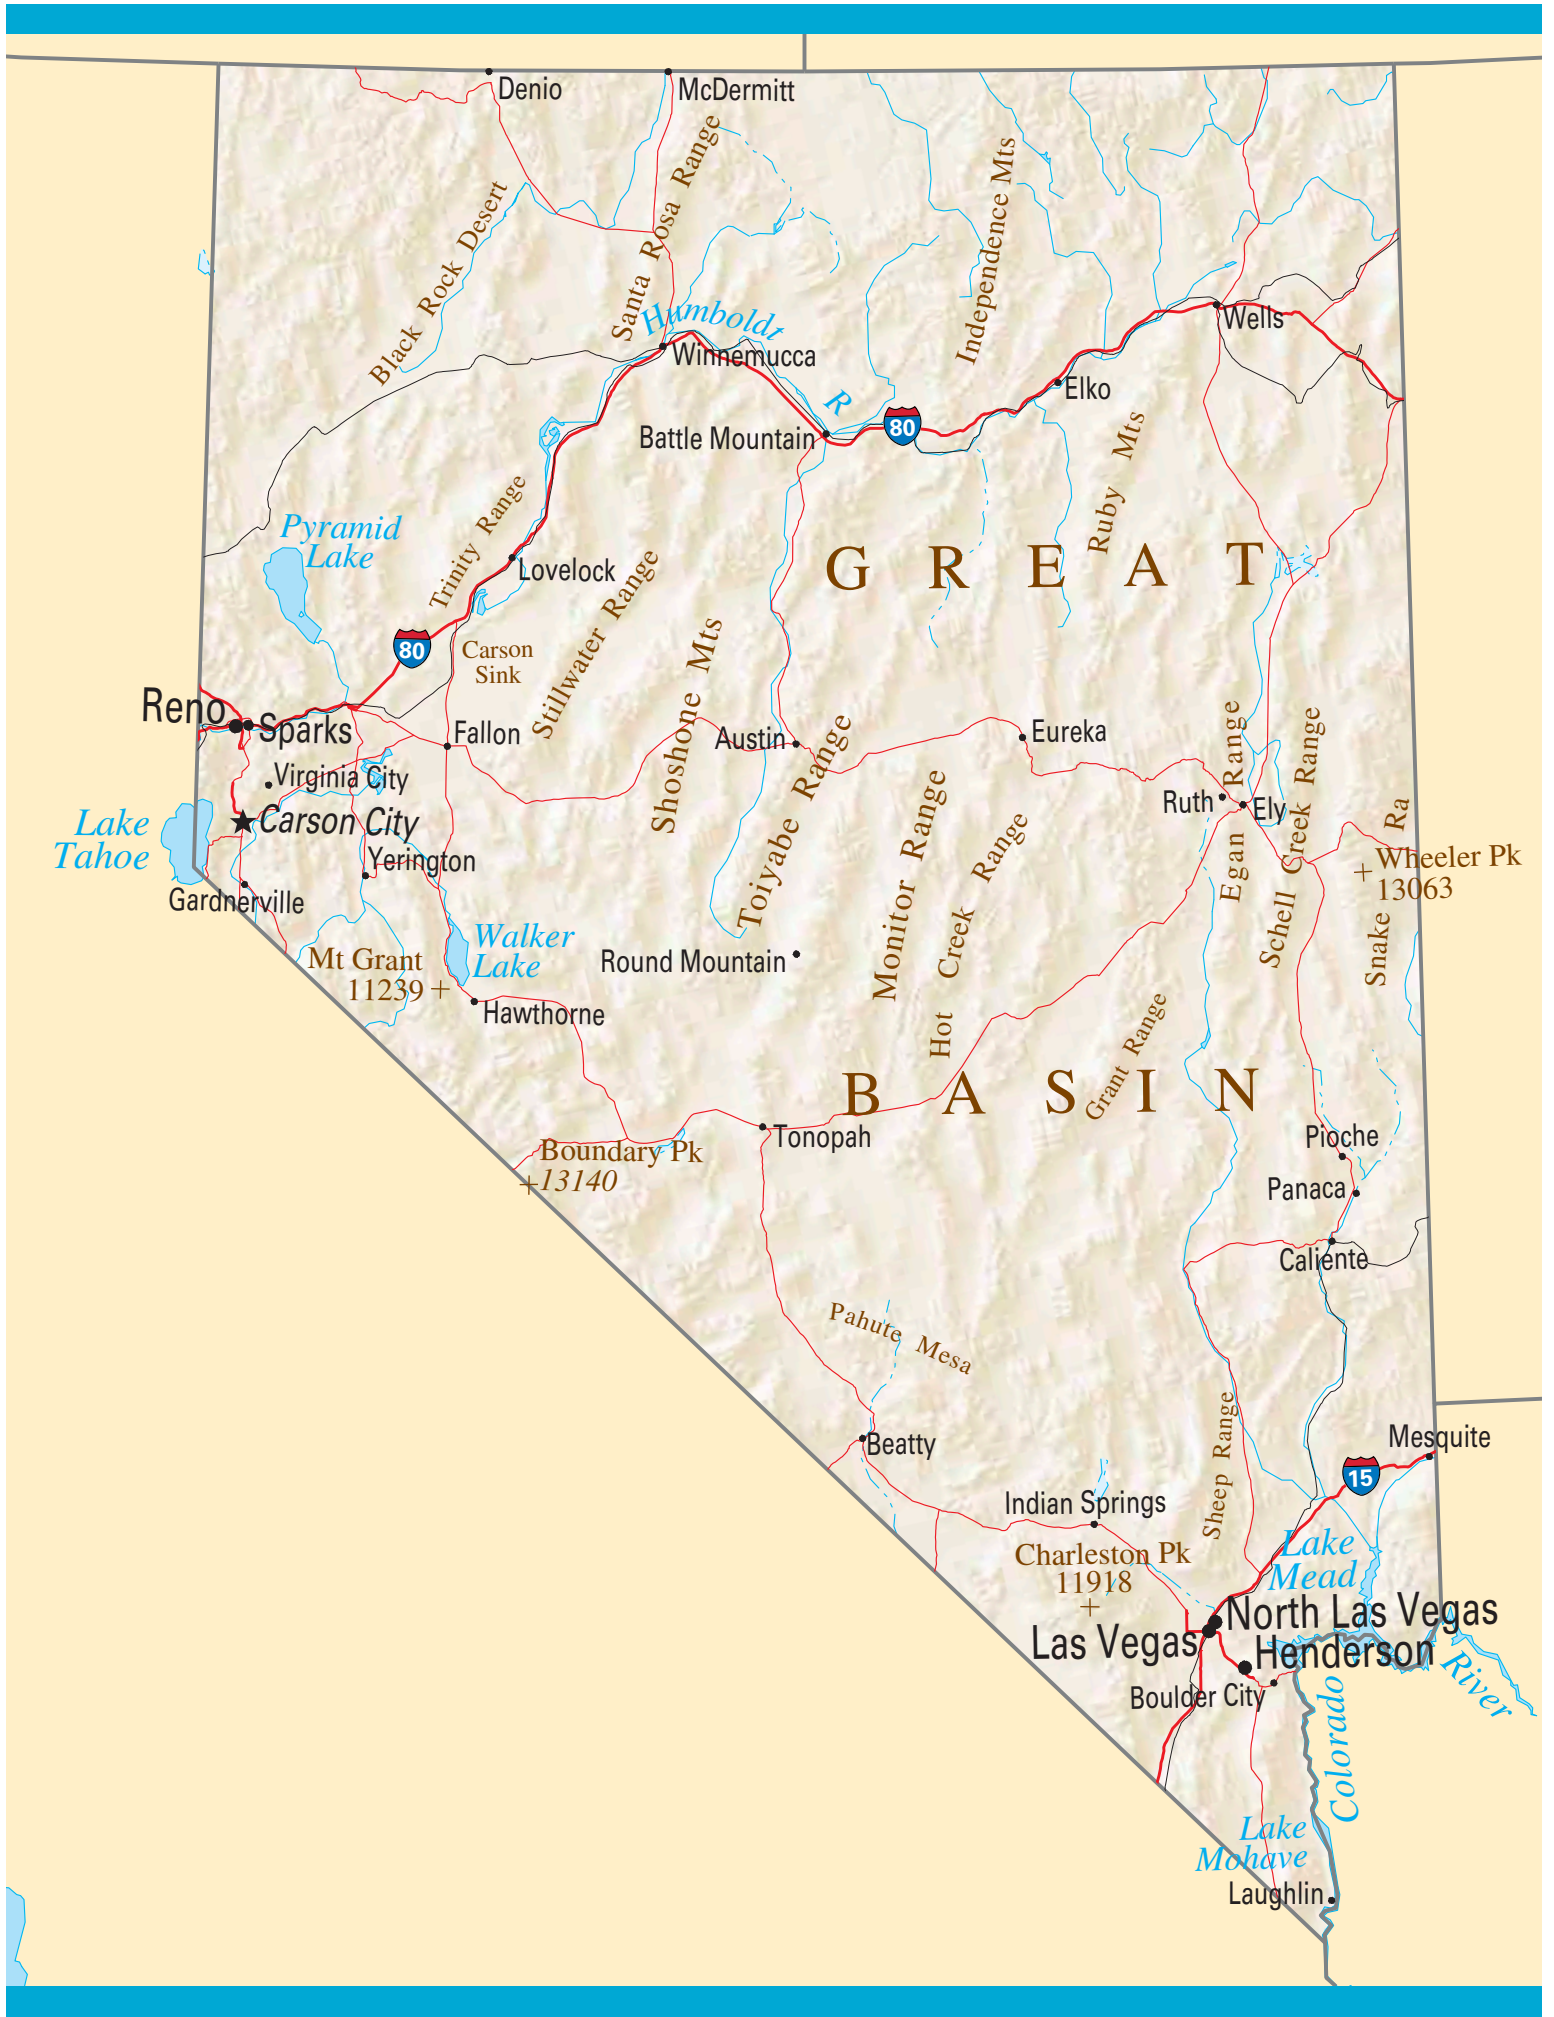 Denio
McDermitt
Black Rock Desert
Santa Rosa Range
Independence Mts
Humboldt
R
Wells
Winnemucca
Elko
80
Battle Mountain
Ruby Mts
Trinity Range
Pyramid
Lake
GREAT
Lovelock
Stillwater Range
80
Carson
Sink
Shoshone Mts
Reno
Sparks
Fallon
Austin
Eureka
Virginia City
Toiyabe Range
Monitor Range
Hot Creek Range
Egan Range
Schell Creek Range
Snake Ra
Ruth
Ely
Lake
Tahoe
Carson City
Yerington
Wheeler Pk
13063
Gardnerville
Walker
Lake
Mt Grant
11239
Round Mountain
Hawthorne
Grant Range
BASIN
Tonopah
Boundary Pk
13140
Pioche
Panaca
Caliente
Pahute Mesa
Sheep Range
Beatty
Mesquite
15
Indian Springs
Charleston Pk
11918
Lake
Mead
North Las Vegas
Las Vegas
Henderson
Boulder City
River
Colorado
Lake
Mohave
Laughlin